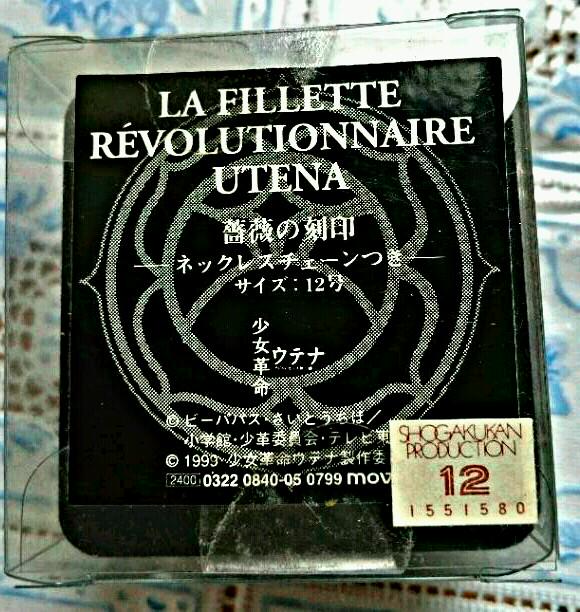 LA FILLETTE
RÉVOLUTIONNAIRE
UTENA
薔薇の刻印
ネックレスチェーンつき
サイズ：12号
少女革命
ウテナ
© ビーパパス・さいとうちほ/
小学館・少革委員会・テレビ東
© 1999 少女革命ウテナ製作委
2400 0322 0840-05 0799 mov
SHOGAKUKAN
PRODUCTION
12
1551580